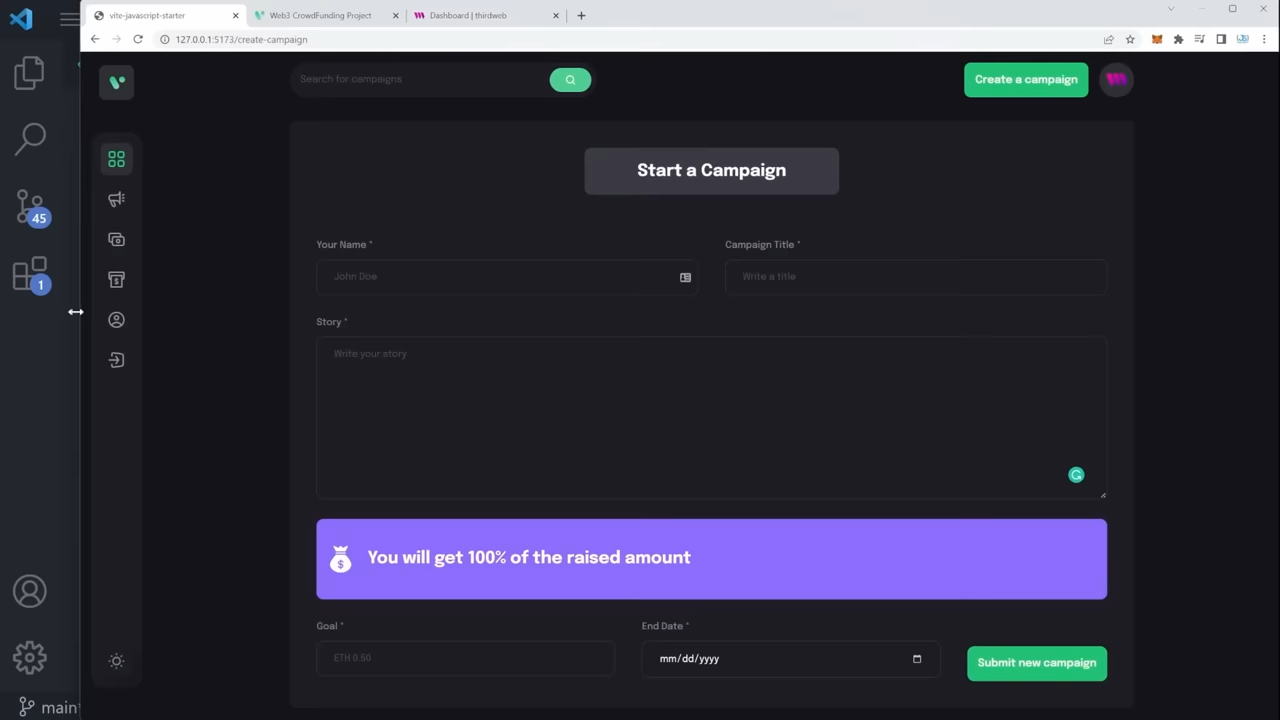 vite-javascript-starter
Web3 CrowdFunding Project
Dashboard | thirdweb
127.0.0.1:5173/create-campaign
Search for campaigns
Create a campaign
Start a Campaign
Your Name *
Campaign Title *
John Doe
Write a title
Story *
Write your story
You will get 100% of the raised amount
Goal *
End Date *
ETH 0.50
mm/dd/yyyy
Submit new campaign
45
1
main*